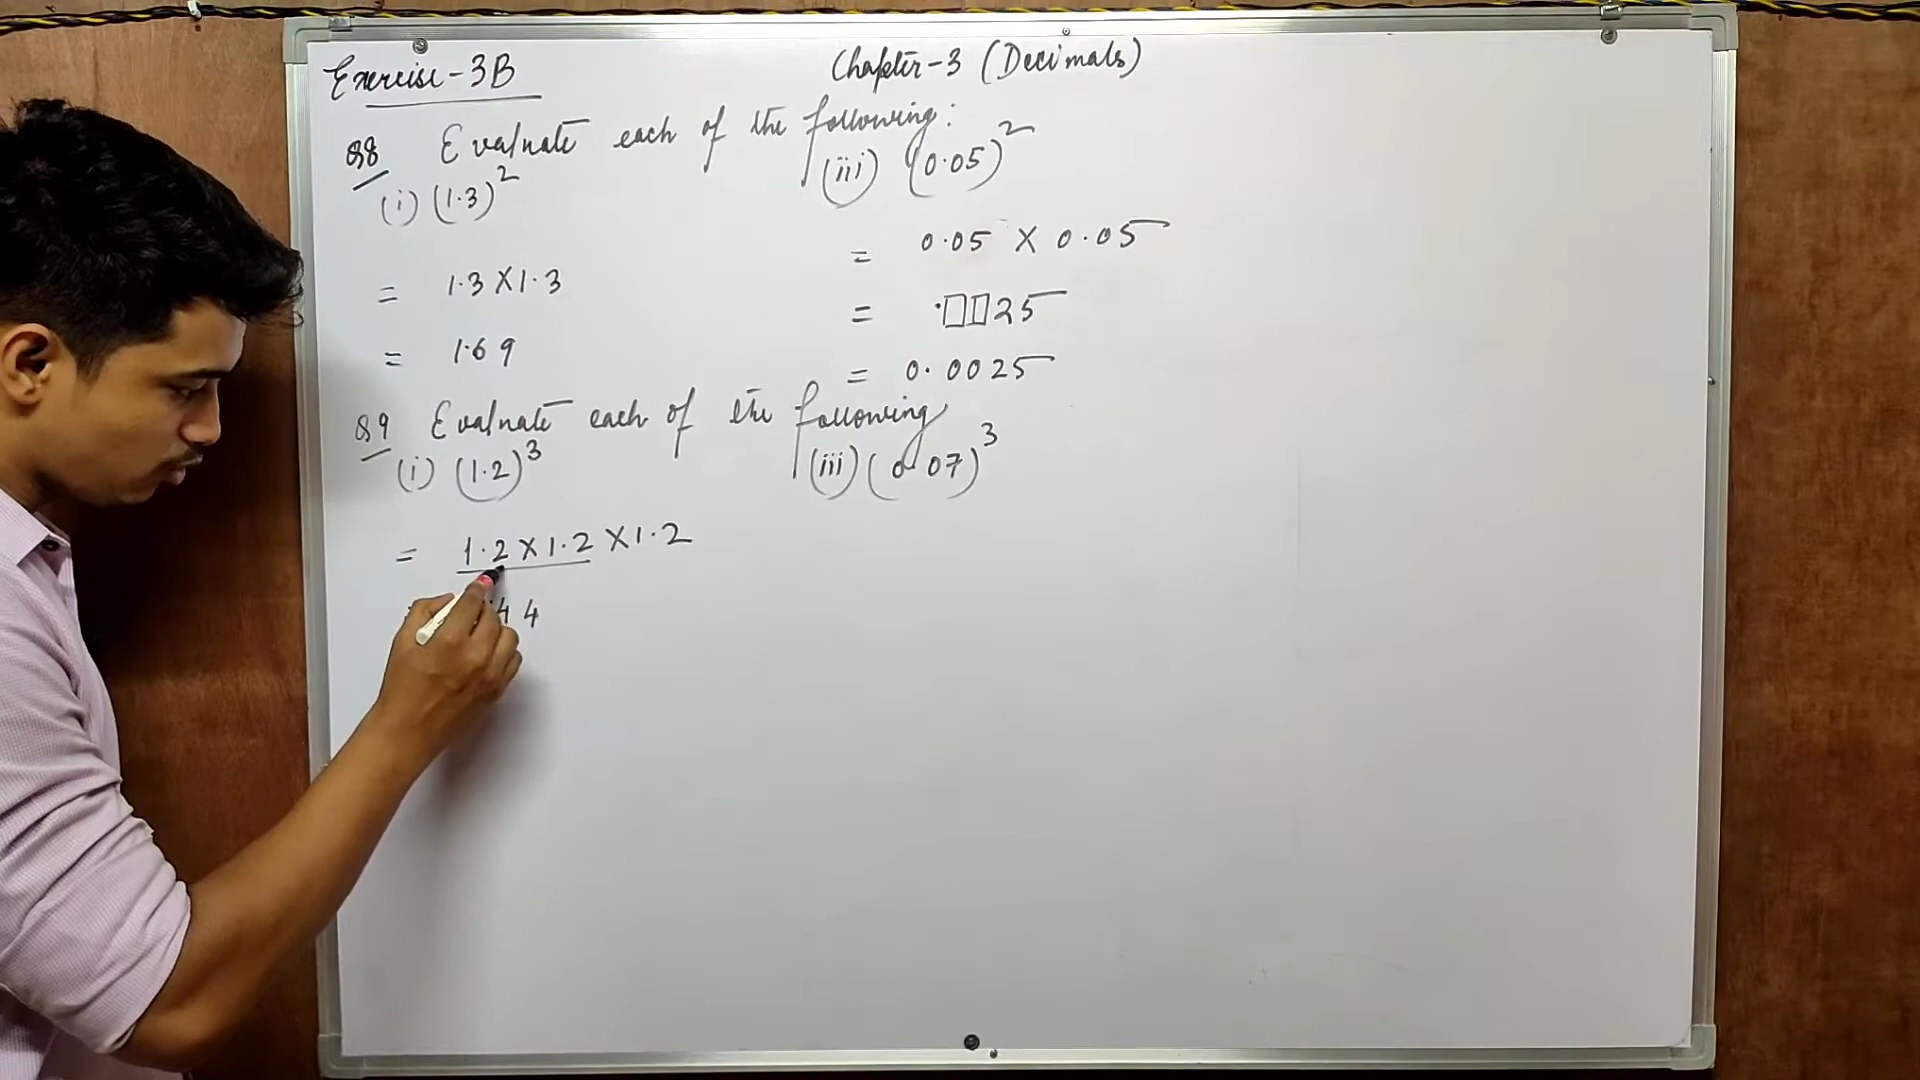 Exercise-3B
Chapter-3 (Decimals)
Q8 Evaluate each of the following:
(i) (1.3)²
= 1.3 X 1.3
= 1.69
(iii) (0.05)²
= 0.05 X 0.05
= .□□25
= 0.0025
Q9 Evaluate each of the following
(i) (1.2)³
= 1.2 X 1.2 X 1.2
44
(iii) (0.07)³